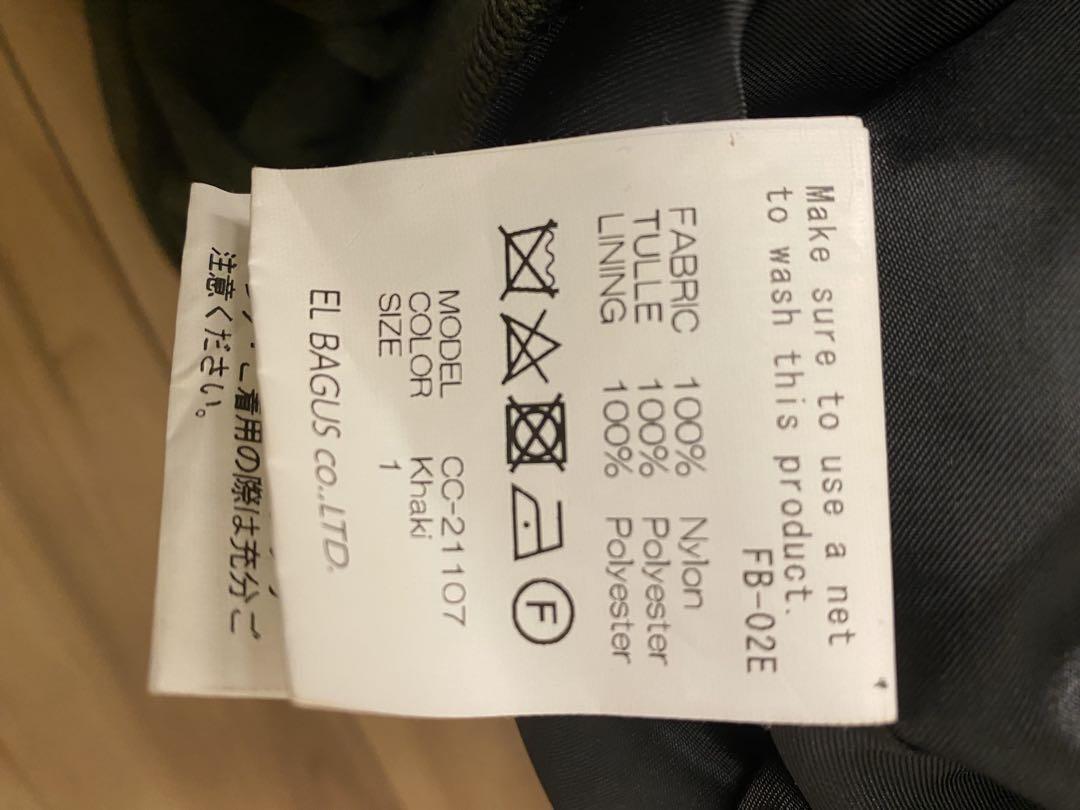 Make sure to use a net
to wash this product.
FB-02E
FABRIC 100% Nylon
TULLE 100% Polyester
LINING 100% Polyester
F
MODEL CC-21107
COLOR Khaki
SIZE 1
EL BAGUS co.,LTD.
ご着用の際は充分ご
注意ください。